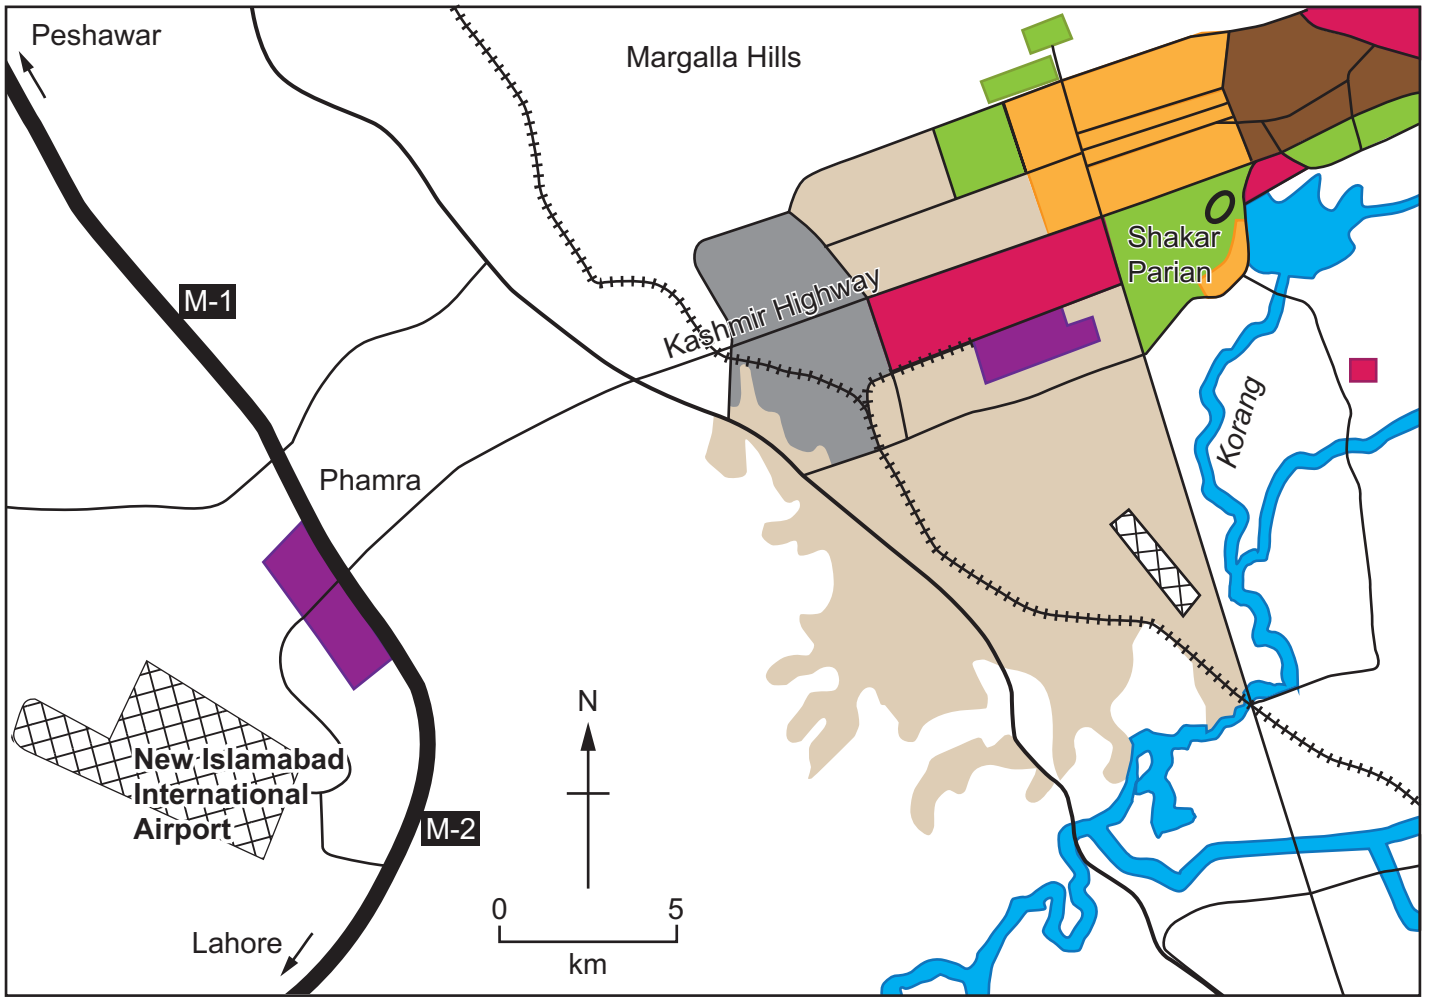 Peshawar
Margalla Hills
Shakar
Parian
M-1
Kashmir Highway
Korang
Phamra
N
New Islamabad
International
Airport
M-2
0 5
km
Lahore